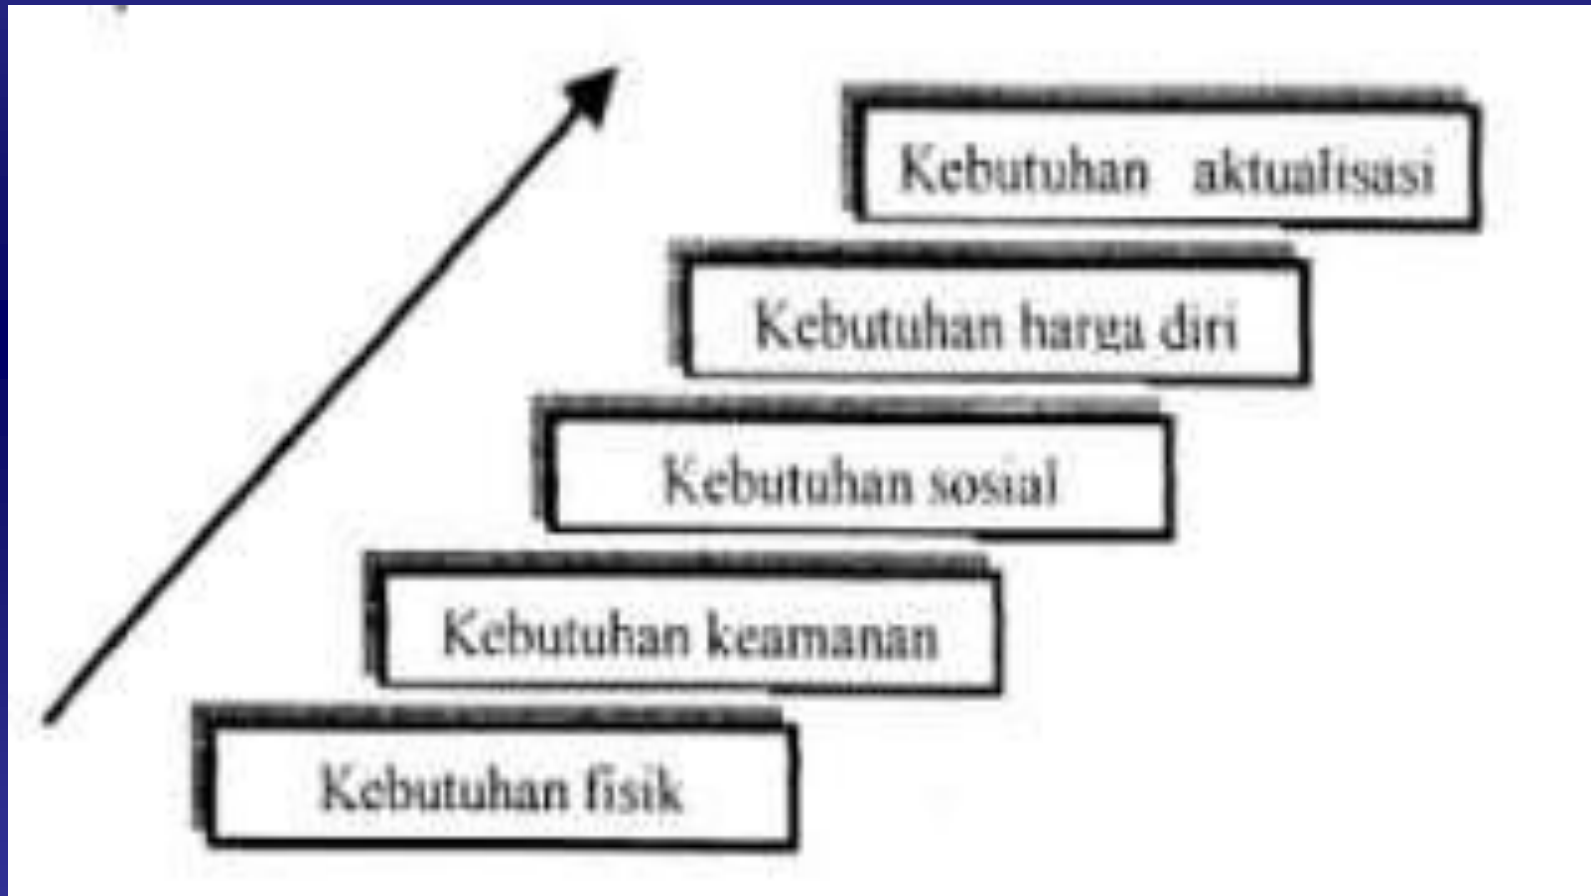 Kebutuhan aktualisasi
Kebutuhan harga diri
Kebutuhan sosial
Kebutuhan keamanan
Kebutuhan fisik